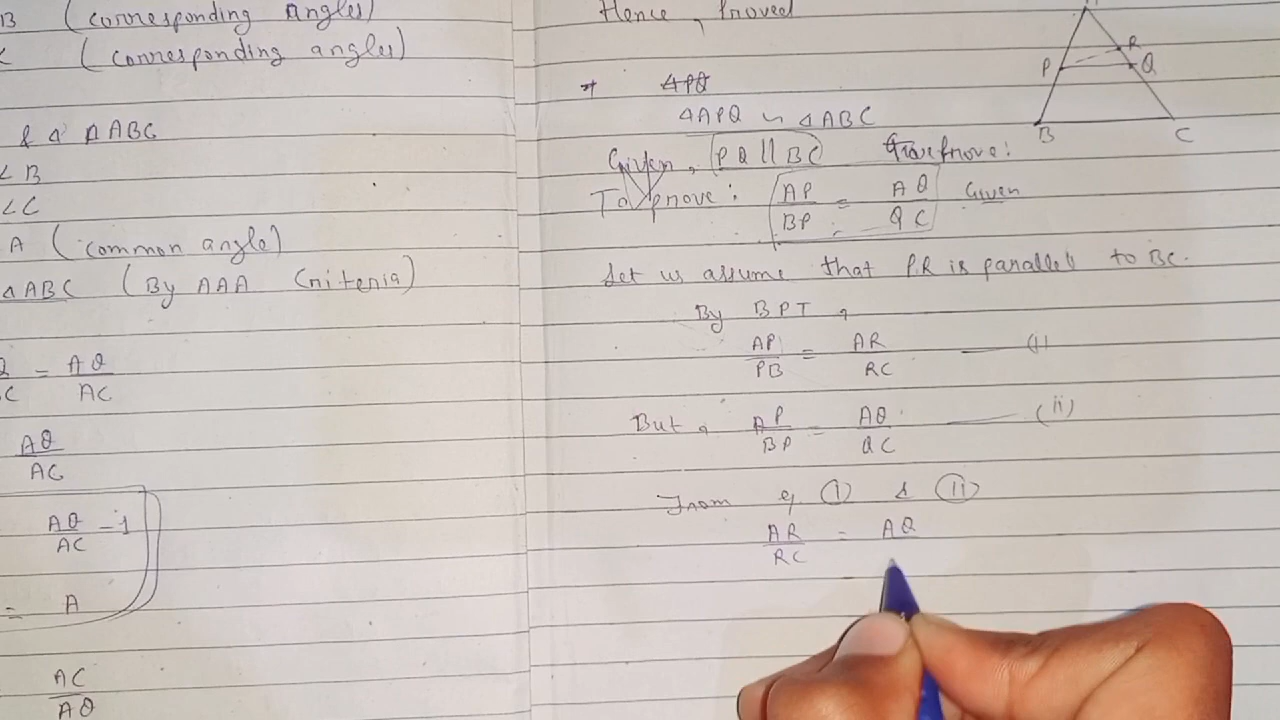 B (corresponding angles)
C (corresponding angles)
& Δ ΔABC
∠B
∠C
A (common angle)
ΔABC (By AAA Criteria)
= AQ
AC
AQ
AC
AQ - 1
AC
= A
AC
AQ
Hence, Proved
ΔAPQ ~ ΔABC
Given, PQ || BC
To prove: AP = AQ Given
BP QC
Let us assume that PR is parallel to BC.
By BPT,
AP = AR (i)
PB RC
But, AP = AQ (ii)
BP QC
From eq (i) & (ii)
AR = AQ
RC
R
P Q
B C